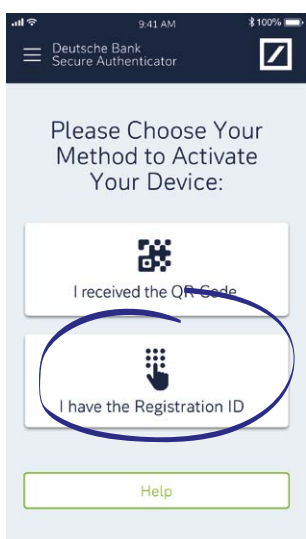 9:41 AM
100%
Deutsche Bank
Secure Authenticator
Please Choose Your
Method to Activate
Your Device:
I received the QR Code
I have the Registration ID
Help